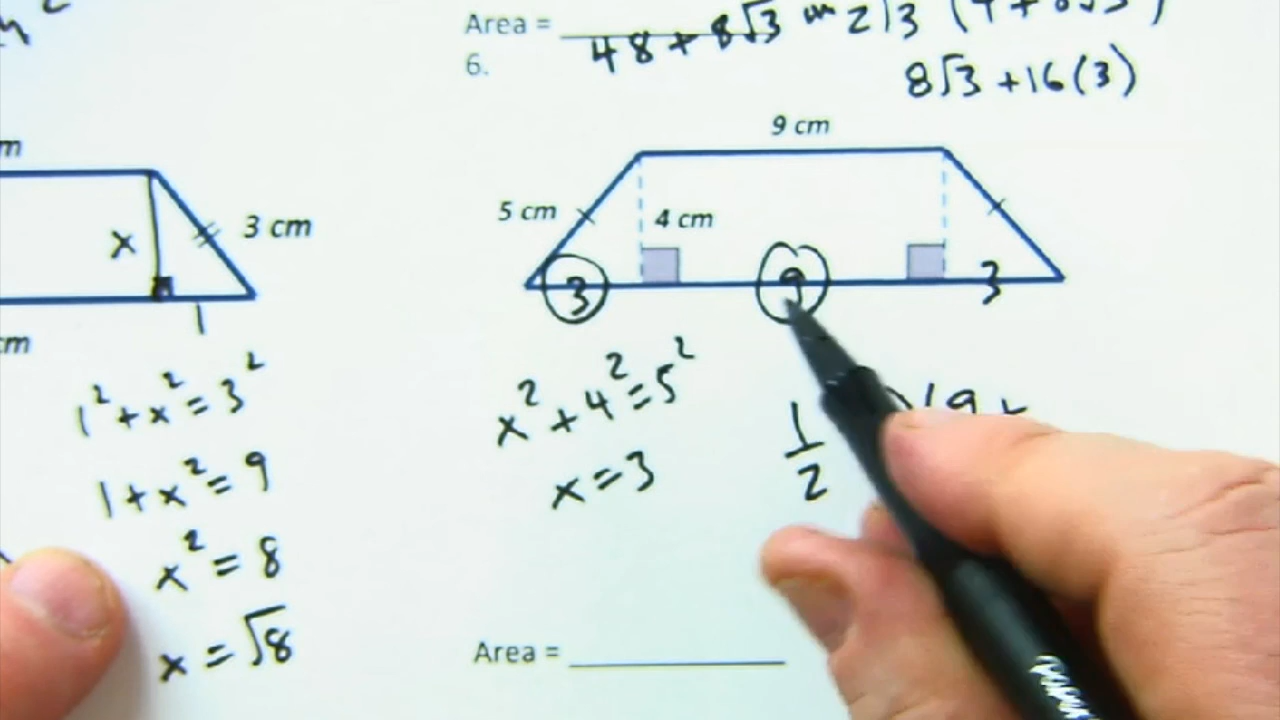 Area = 48 + 8√3
6.
8√3 + 16(3)
m
x
3 cm
1
cm
1² + x² = 3²
1 + x² = 9
x² = 8
x = √8
9 cm
5 cm
4 cm
3
9
3
x² + 4² = 5²
x = 3
1/2
Area =